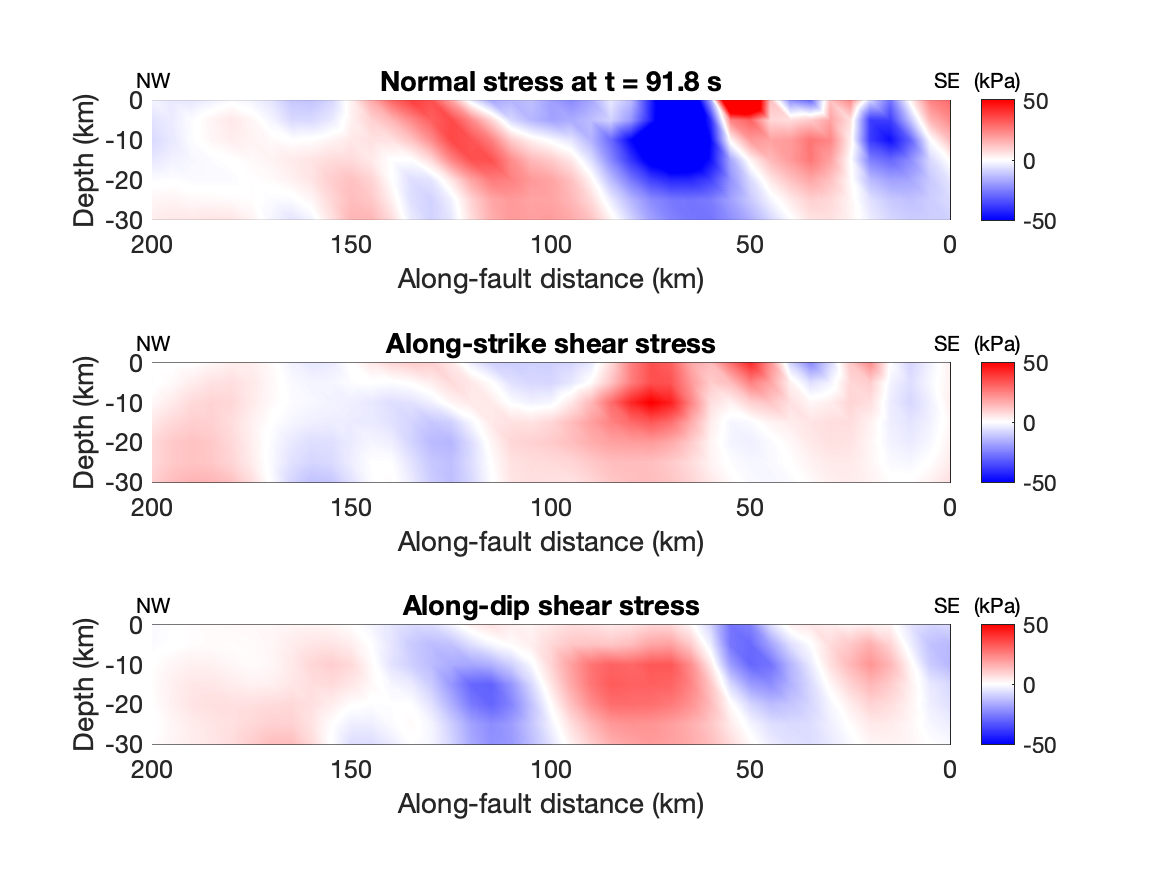 Normal stress at t = 91.8 s
NW
SE
(kPa)
Depth (km)
0
-10
-20
-30
200
150
100
50
0
Along-fault distance (km)
50
0
-50
Along-strike shear stress
NW
SE
(kPa)
Depth (km)
0
-10
-20
-30
200
150
100
50
0
Along-fault distance (km)
50
0
-50
Along-dip shear stress
NW
SE
(kPa)
Depth (km)
0
-10
-20
-30
200
150
100
50
0
Along-fault distance (km)
50
0
-50